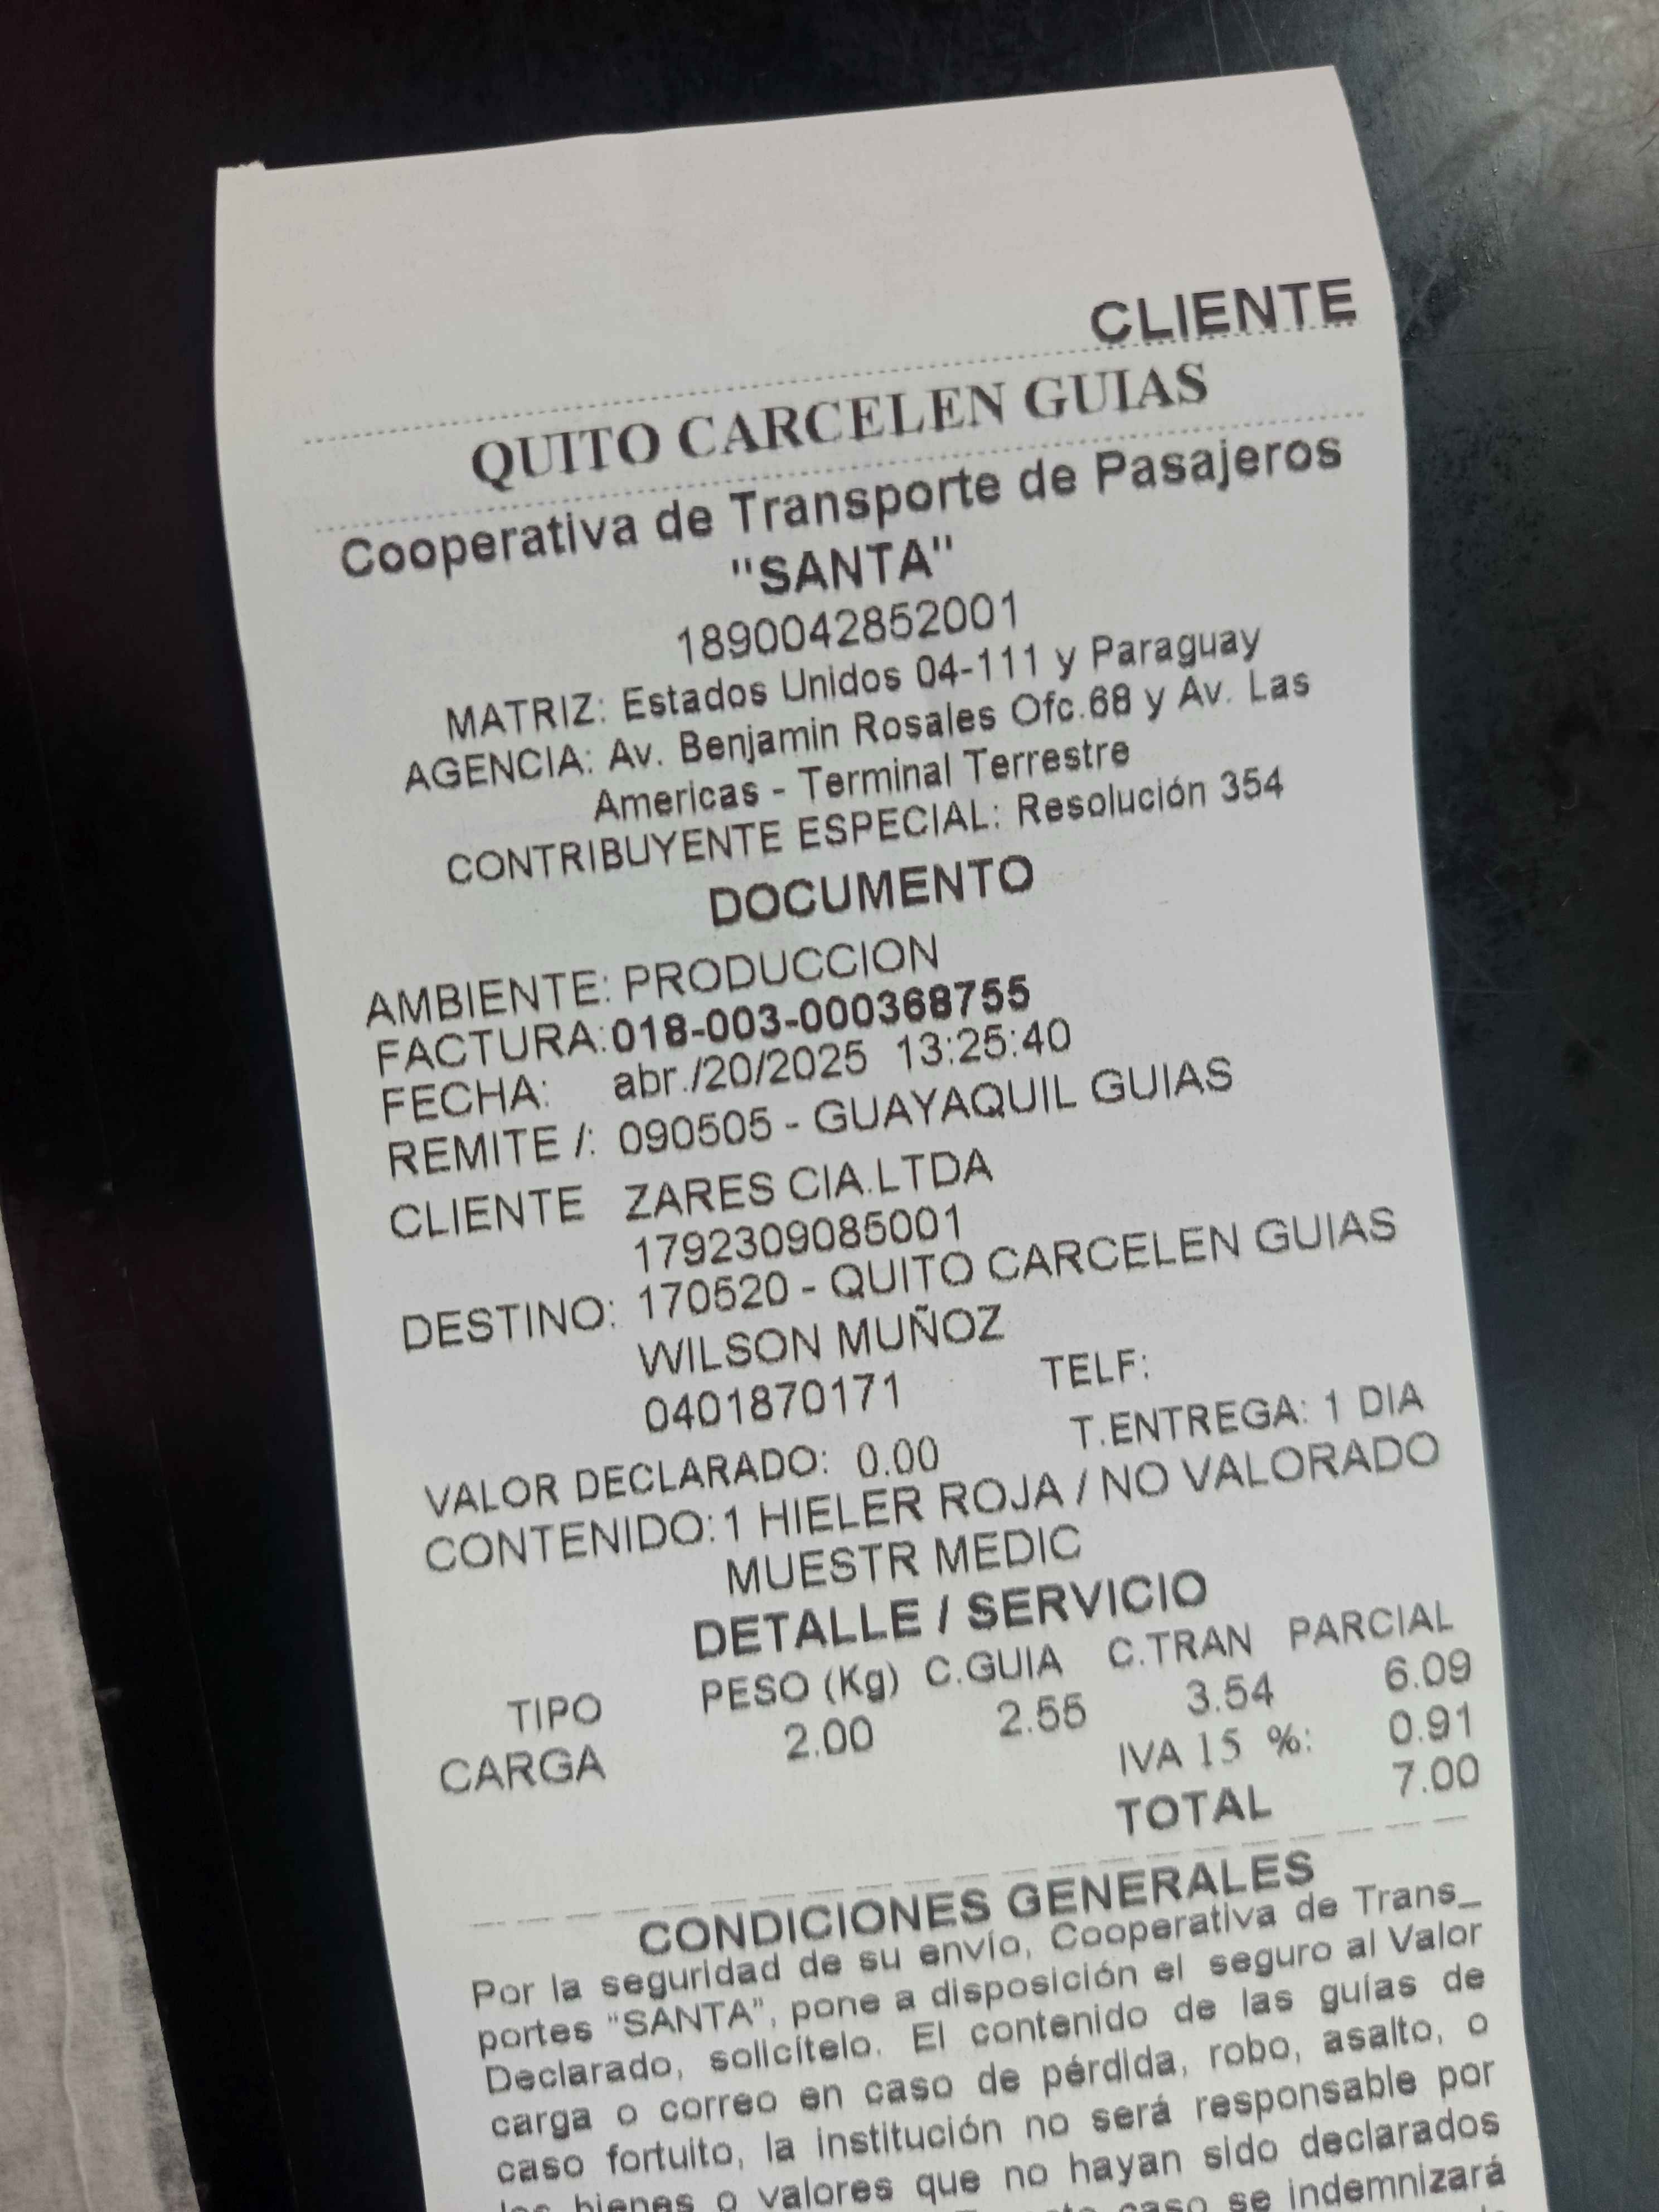 CLIENTE
QUITO CARCELEN GUIAS
Cooperativa de Transporte de Pasajeros
"SANTA"
1890042852001
MATRIZ: Estados Unidos 04-111 y Paraguay
AGENCIA: Av. Benjamin Rosales Ofc.68 y Av. Las
Americas - Terminal Terrestre
CONTRIBUYENTE ESPECIAL: Resolución 354
DOCUMENTO
AMBIENTE: PRODUCCION
FACTURA:018-003-000368755
FECHA: abr./20/2025 13:25:40
REMITE /: 090505 - GUAYAQUIL GUIAS
CLIENTE ZARES CIA.LTDA
1792309085001
DESTINO: 170520 - QUITO CARCELEN GUIAS
WILSON MUÑOZ
0401870171 TELF:
VALOR DECLARADO: 0.00 T.ENTREGA: 1 DIA
CONTENIDO:1 HIELER ROJA / NO VALORADO
MUESTR MEDIC
DETALLE / SERVICIO
TIPO PESO (Kg) C.GUIA C.TRAN PARCIAL
CARGA 2.00 2.55 3.54 6.09
IVA 15 %: 0.91
TOTAL 7.00
CONDICIONES GENERALES
Por la seguridad de su envío, Cooperativa de Trans_
portes "SANTA", pone a disposición el seguro al Valor
Declarado, solicítelo. El contenido de las guías de
carga o correo en caso de pérdida, robo, asalto, o
caso fortuito, la institución no será responsable por
los bienes o valores que no hayan sido declarados
caso se indemnizará